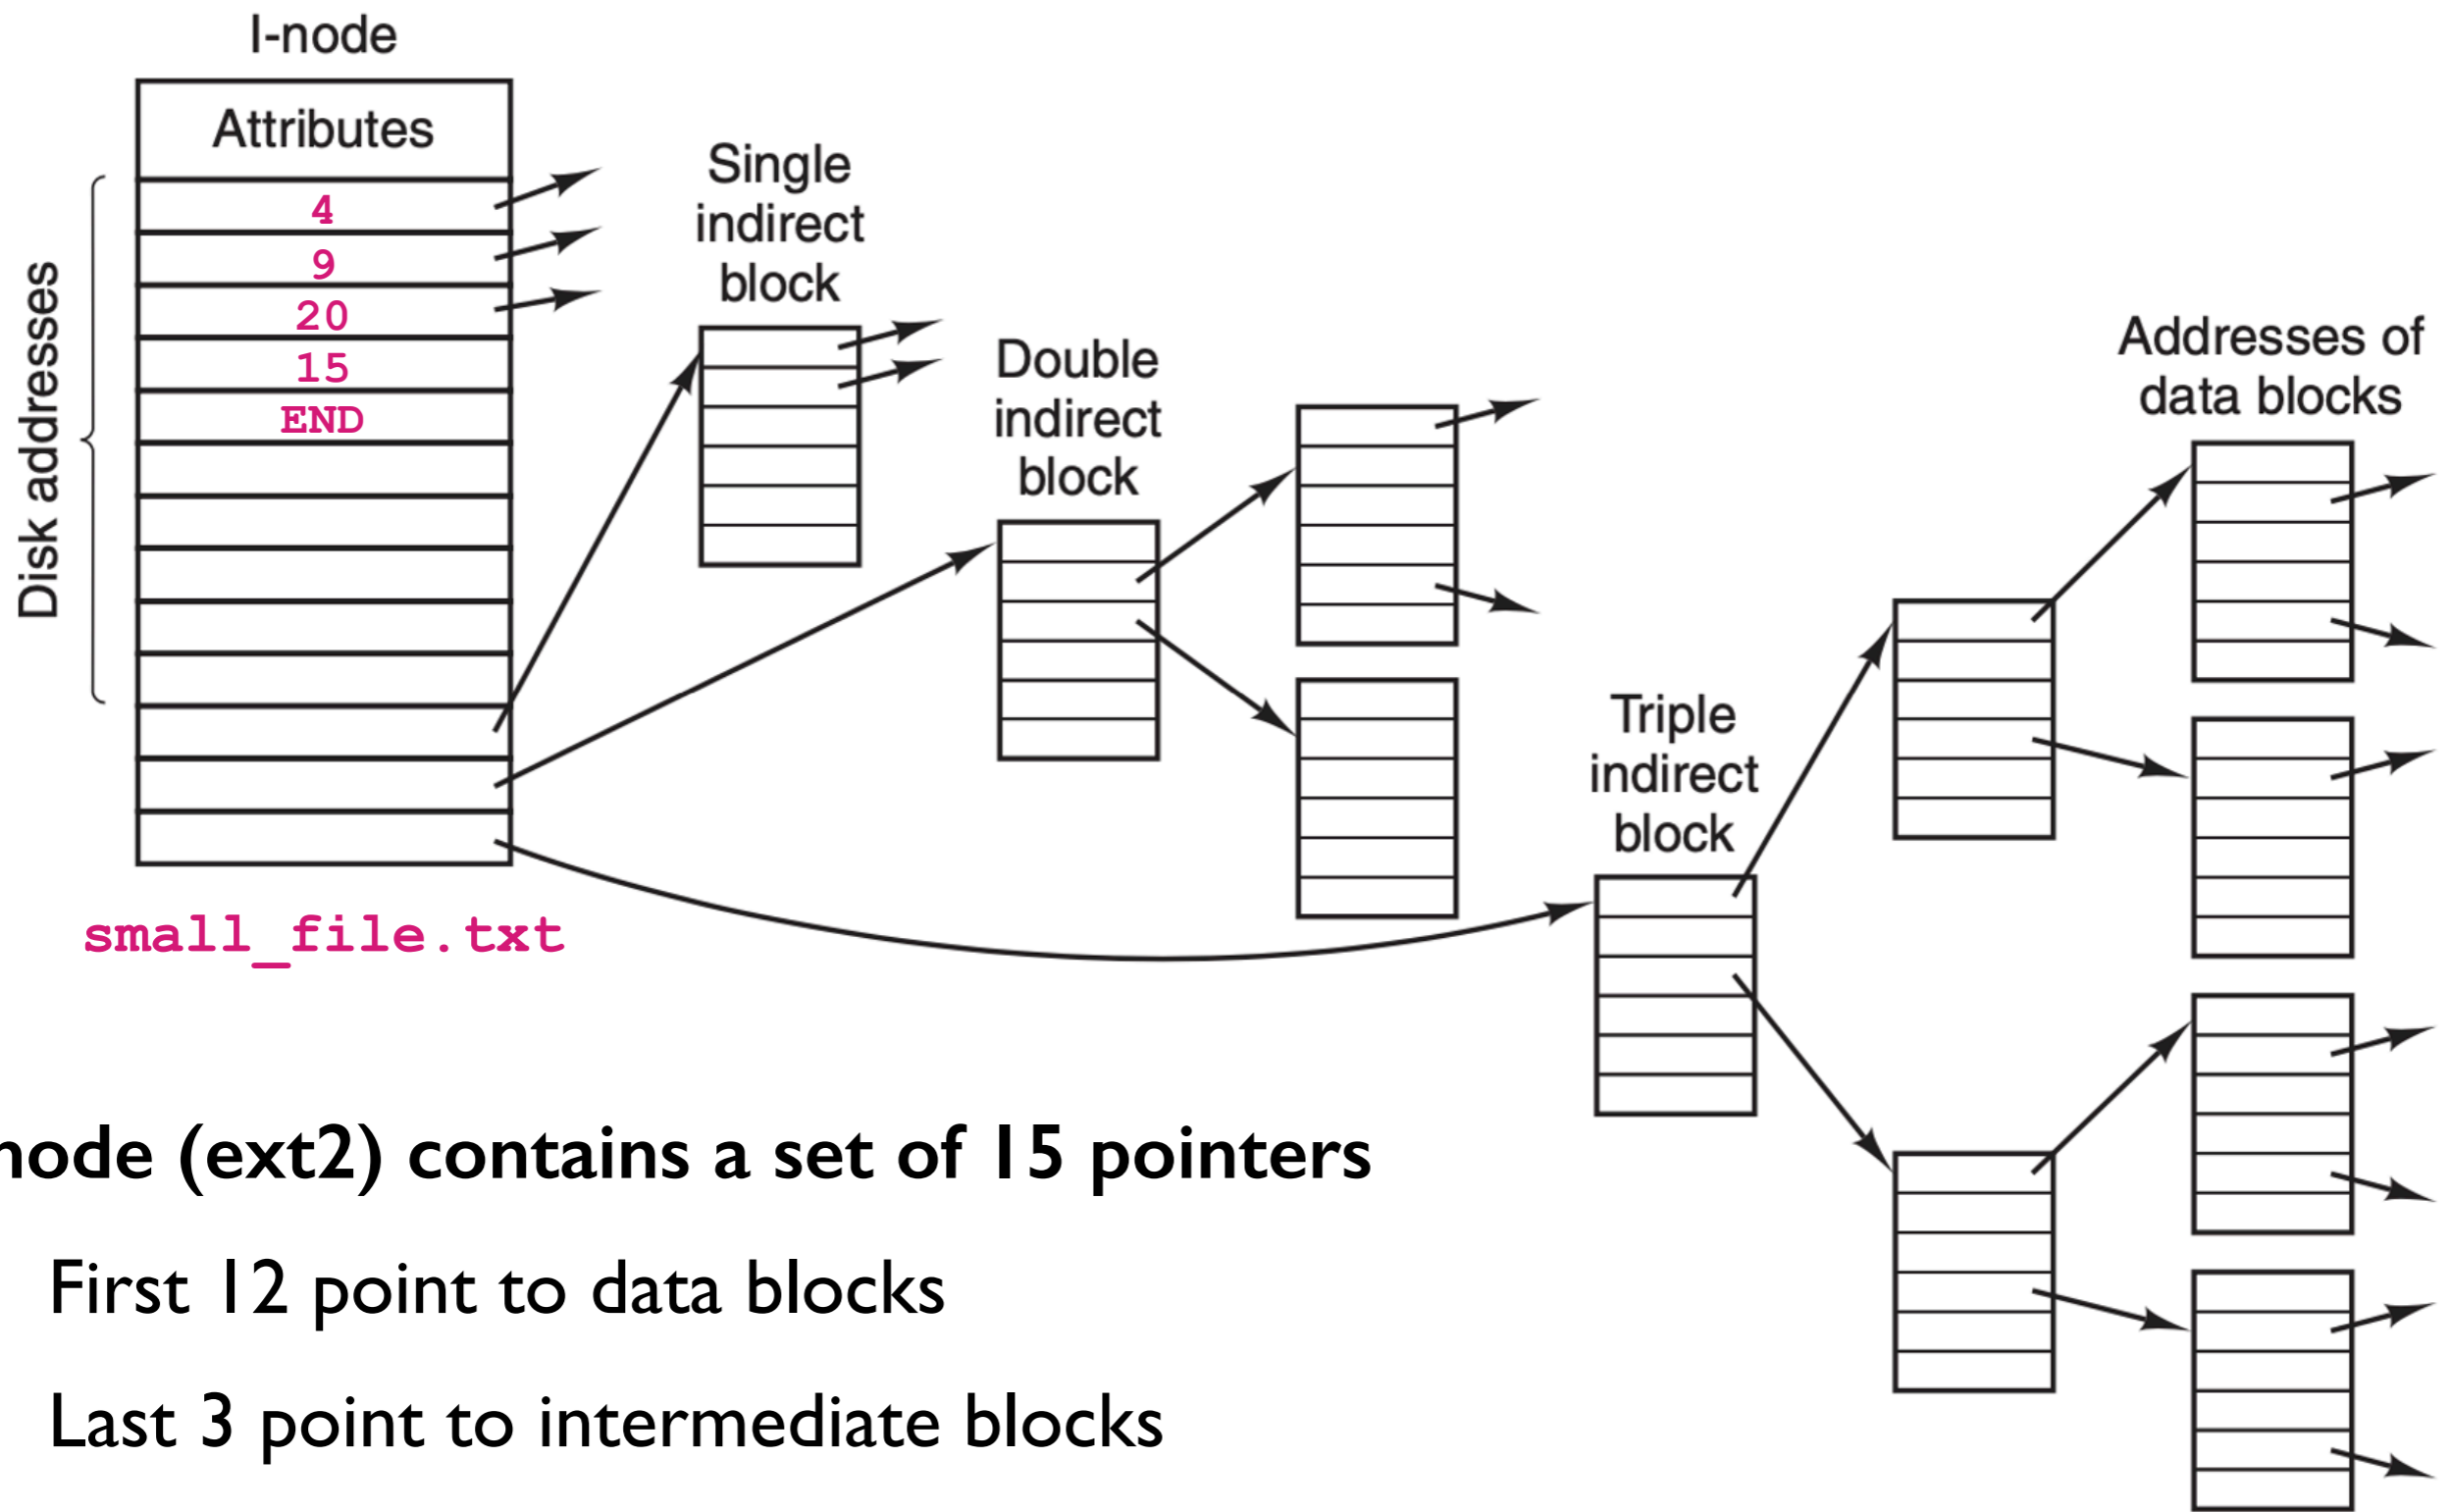 I-node
Attributes
Disk addresses
4
9
20
15
END
small_file.txt
Single
indirect
block
Double
indirect
block
Triple
indirect
block
Addresses of
data blocks
node (ext2) contains a set of 15 pointers
First 12 point to data blocks
Last 3 point to intermediate blocks